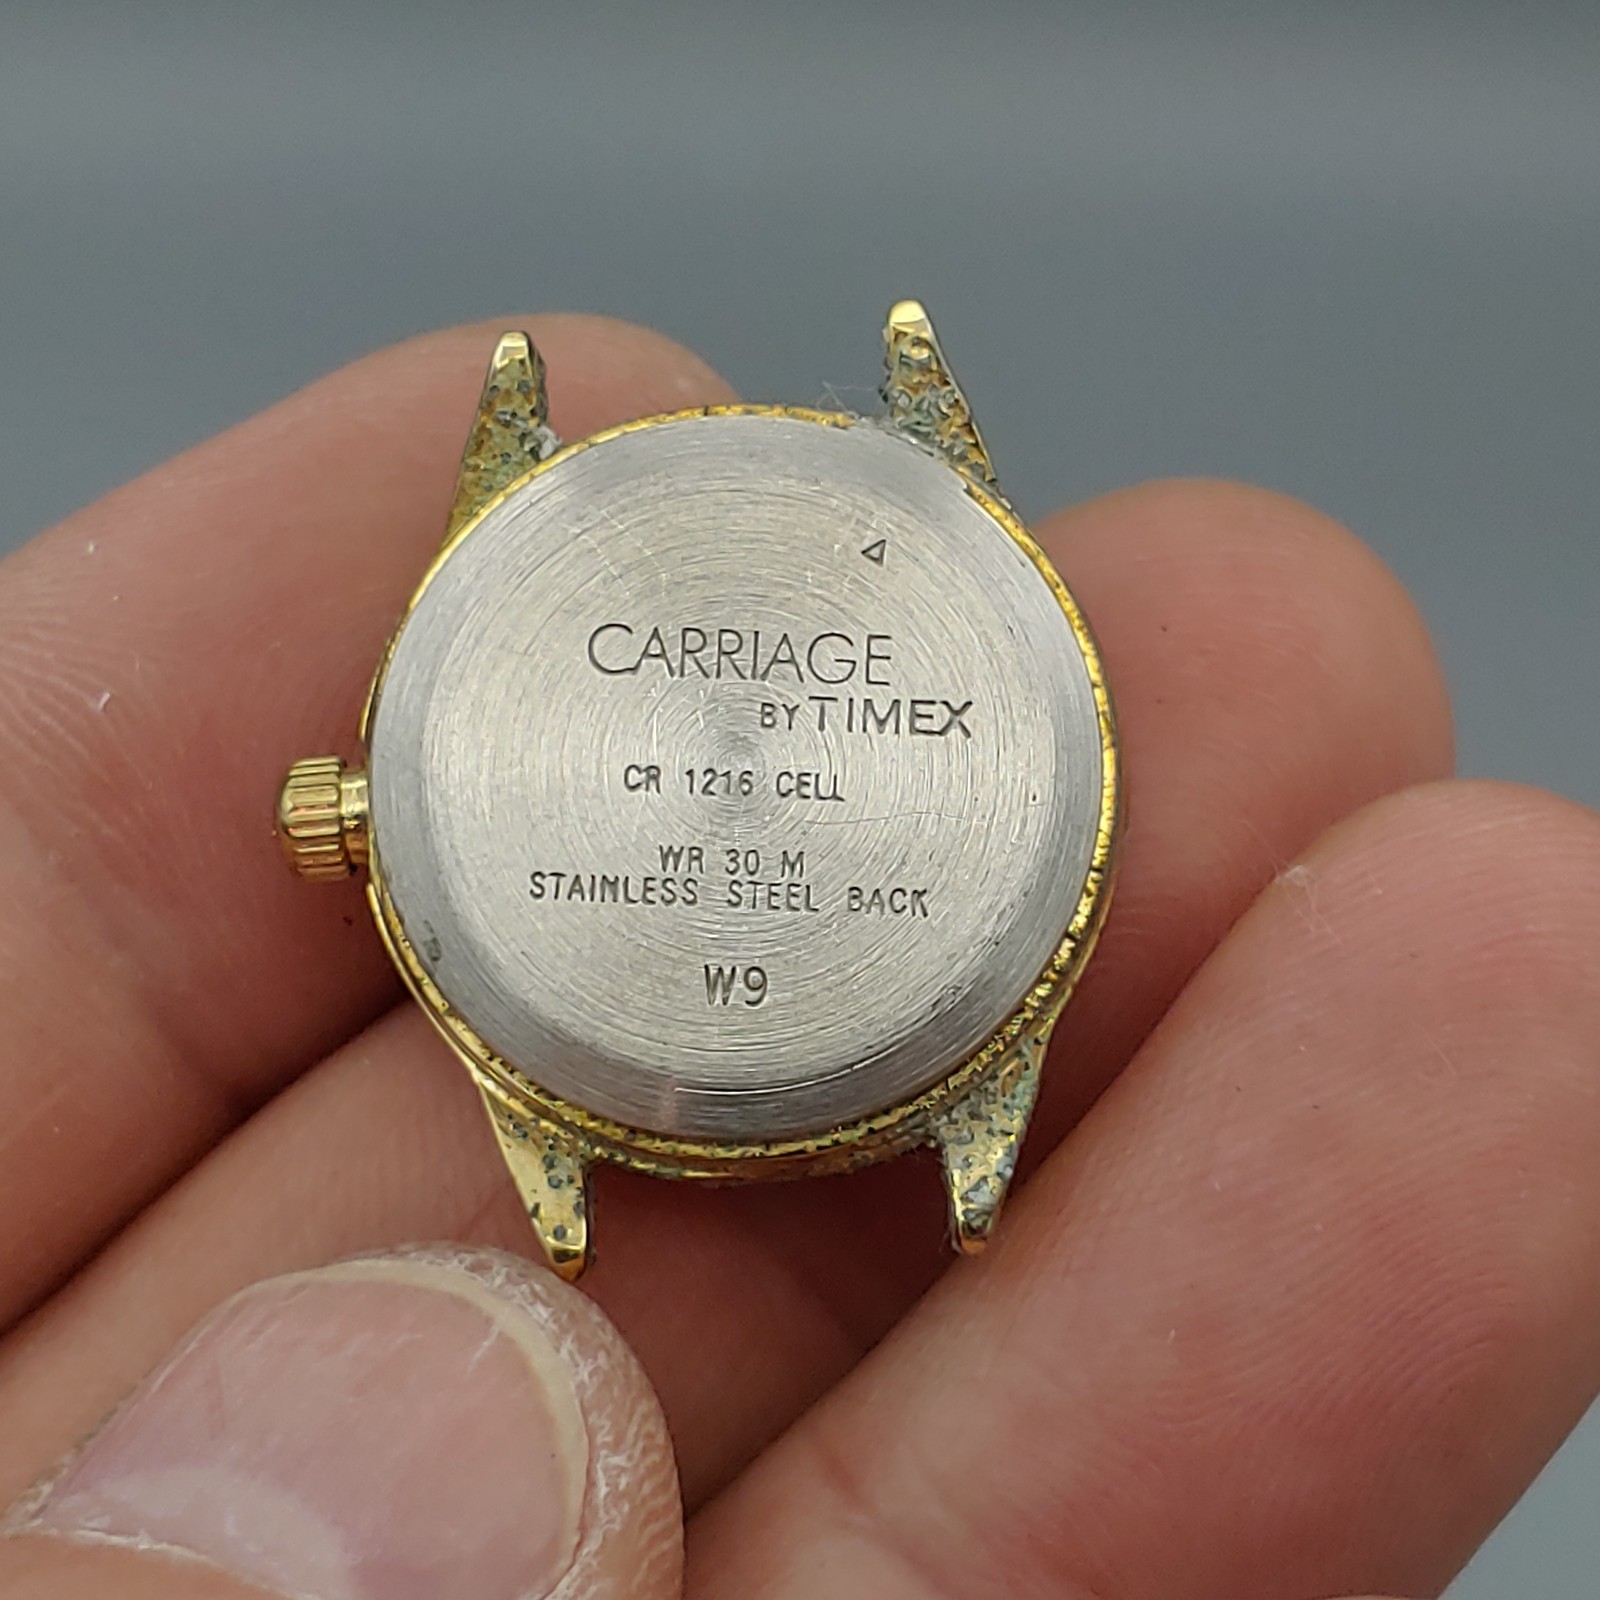 CARRIAGE
BY TIMEX
CR 1216 CELL
WR 30 M
STAINLESS STEEL BACK
W9